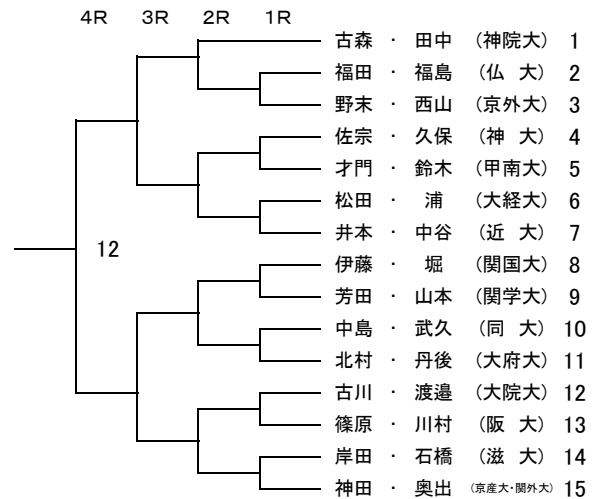 4R 3R 2R 1R
古森 ・ 田中 (神院大) 1
福田 ・ 福島 (仏 大) 2
野末 ・ 西山 (京外大) 3
佐宗 ・ 久保 (神 大) 4
才門 ・ 鈴木 (甲南大) 5
松田 ・ 浦 (大経大) 6
井本 ・ 中谷 (近 大) 7
12
伊藤 ・ 堀 (関国大) 8
芳田 ・ 山本 (関学大) 9
中島 ・ 武久 (同 大) 10
北村 ・ 丹後 (大府大) 11
古川 ・ 渡邉 (大院大) 12
篠原 ・ 川村 (阪 大) 13
岸田 ・ 石橋 (滋 大) 14
神田 ・ 奥出 (京産大・関外大) 15